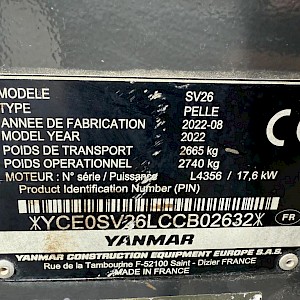 MODELE SV26
TYPE PELLE
ANNEE DE FABRICATION 2022-08
MODEL YEAR 2022
POIDS DE TRANSPORT 2665 kg
POIDS OPERATIONNEL 2740 kg
MOTEUR: N° série / Puissance L4356 / 17,6 kW
Product Identification Number (PIN)
*YCE0SV26LCCB02632*
YANMAR
FR
YANMAR CONSTRUCTION EQUIPMENT EUROPE S.A.S.
Rue de la Tambourine F-52100 Saint - Dizier FRANCE
MADE IN FRANCE